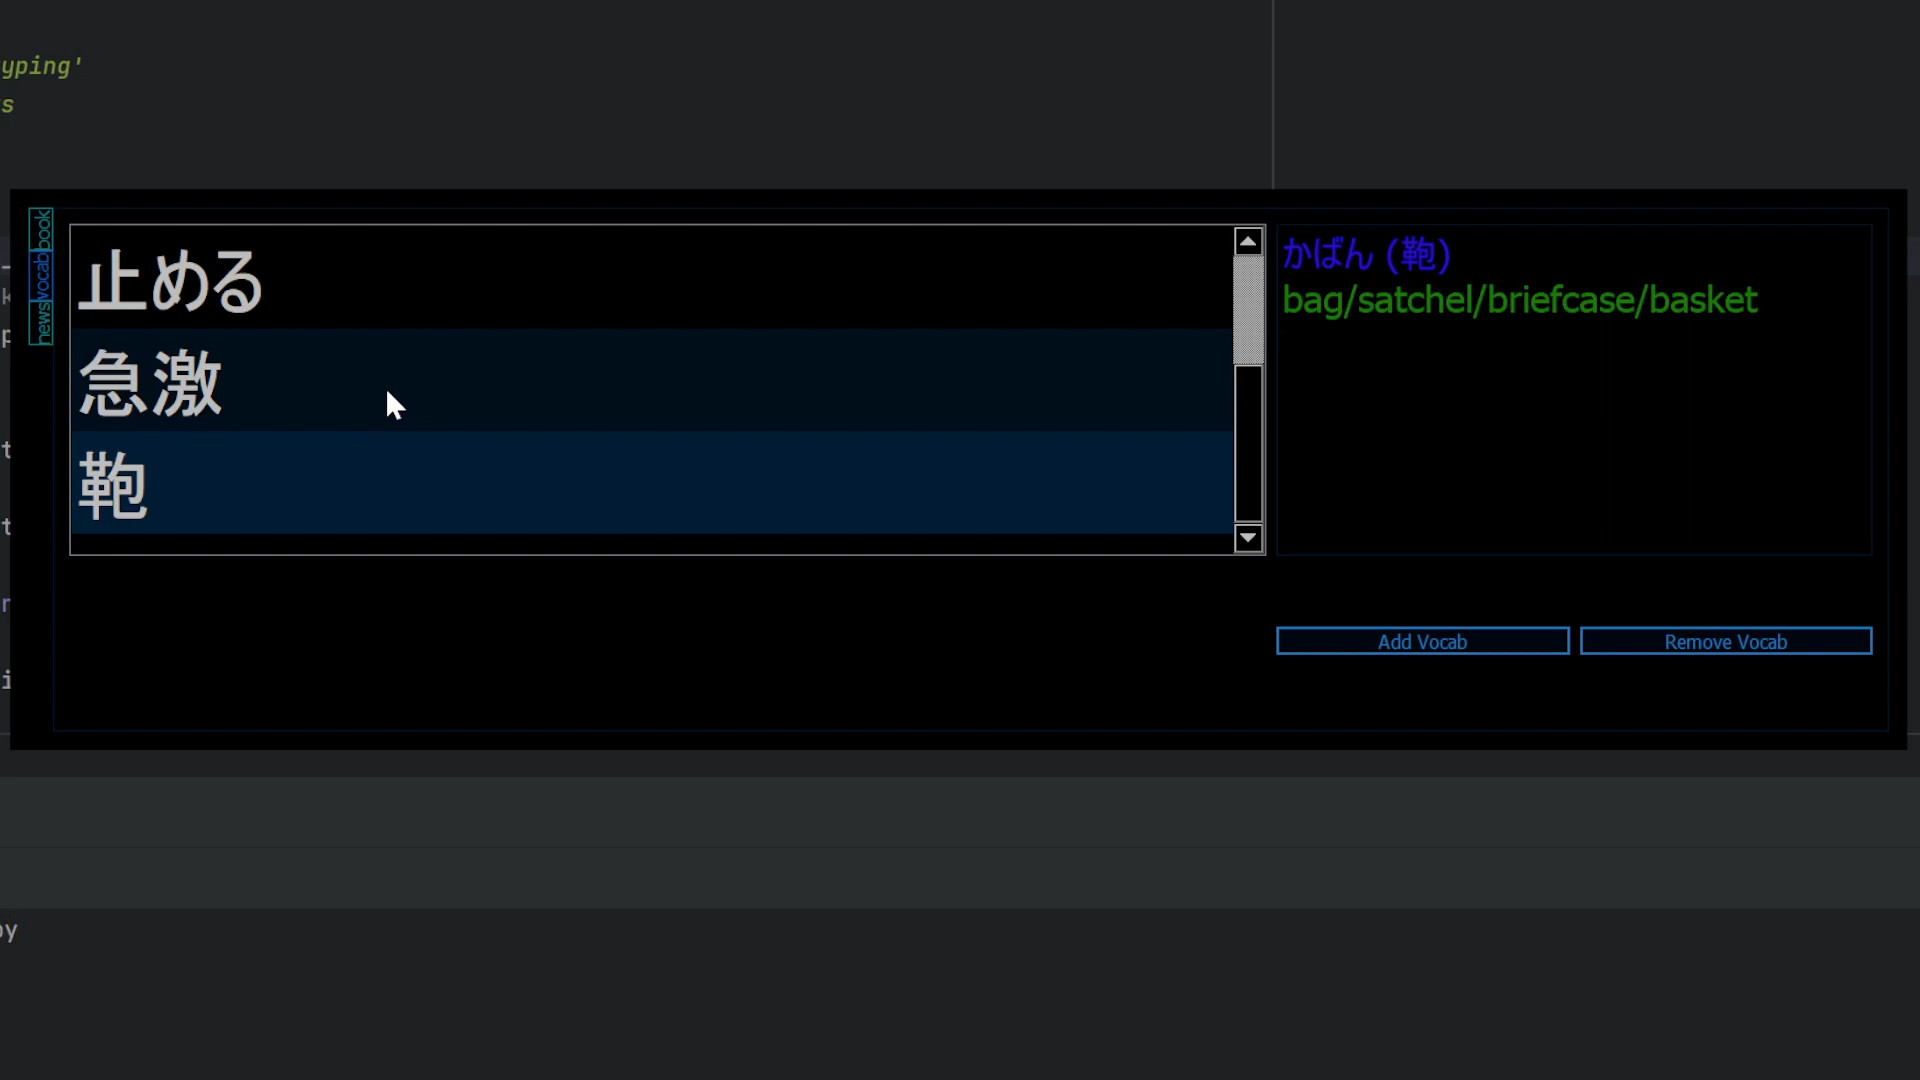 yping'
s
book
vocab
news
止める
急激
鞄
かばん (鞄)
bag/satchel/briefcase/basket
Add Vocab
Remove Vocab
t
t
r
i
py